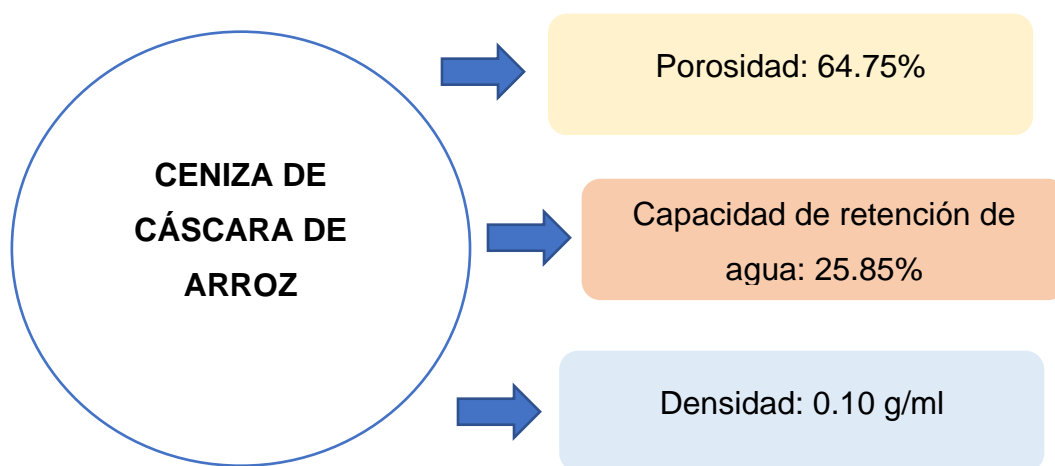 CENIZA DE
CÁSCARA DE
ARROZ
Porosidad: 64.75%
Capacidad de retención de
agua: 25.85%
Densidad: 0.10 g/ml